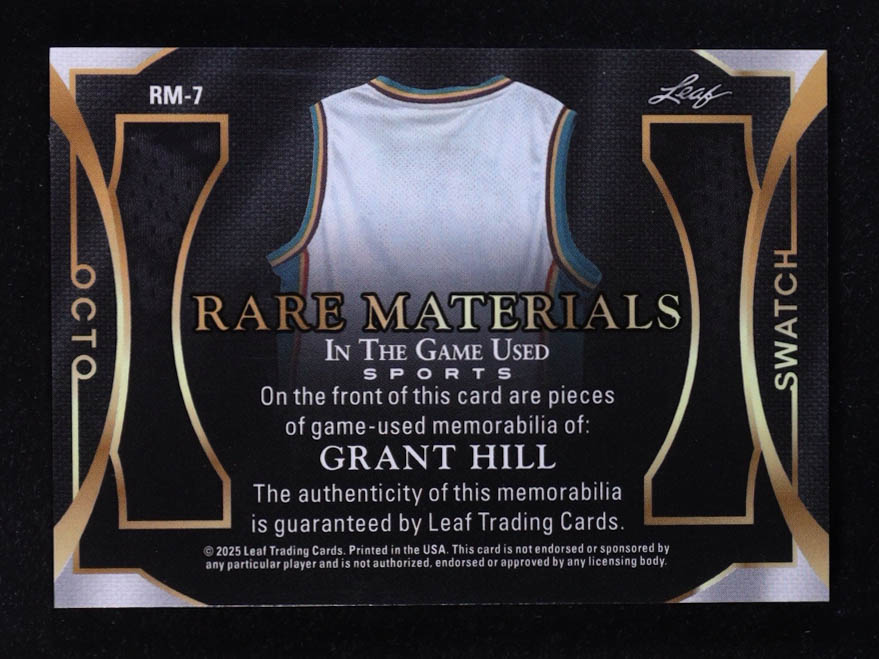 RM-7
Leaf
OCTO
SWATCH
RARE MATERIALS
IN THE GAME USED
SPORTS
On the front of this card are pieces
of game-used memorabilia of:
GRANT HILL
The authenticity of this memorabilia
is guaranteed by Leaf Trading Cards.
© 2025 Leaf Trading Cards. Printed in the USA. This card is not endorsed or sponsored by
any particular player and is not authorized, endorsed or approved by any licensing body.